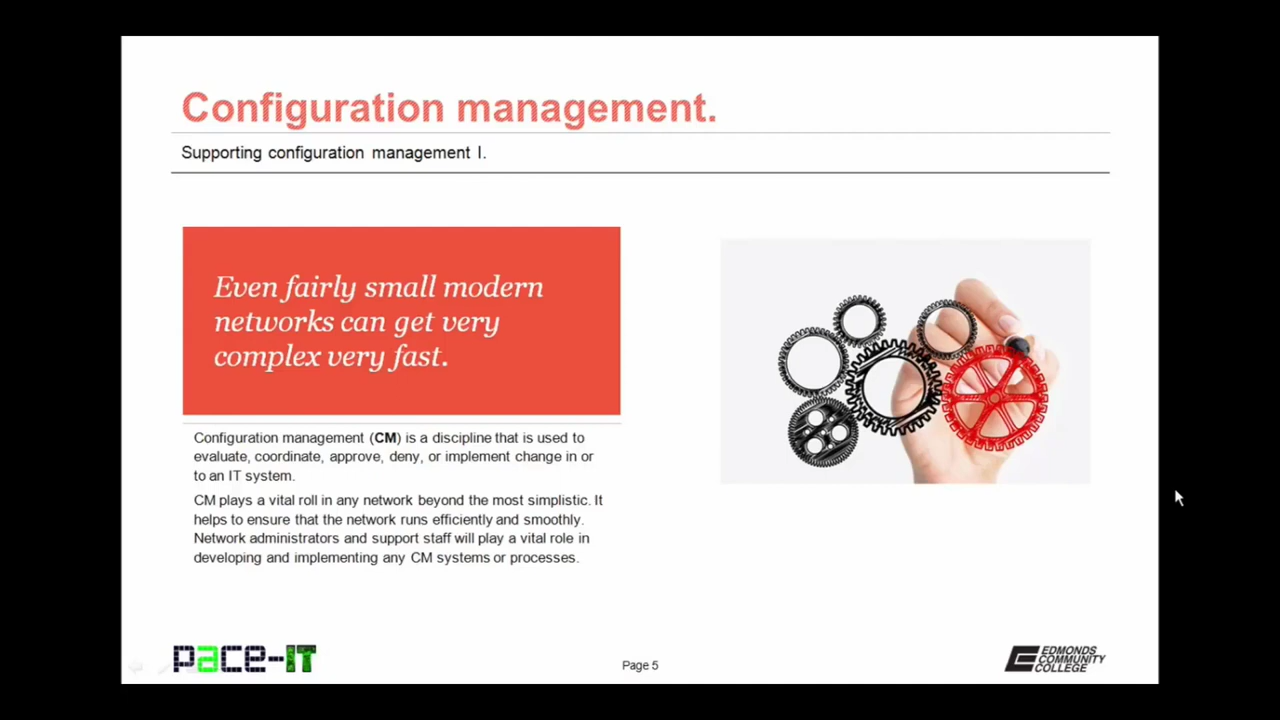 Configuration management.
Supporting configuration management I.
Even fairly small modern
networks can get very
complex very fast.
Configuration management (CM) is a discipline that is used to
evaluate, coordinate, approve, deny, or implement change in or
to an IT system.
CM plays a vital roll in any network beyond the most simplistic. It
helps to ensure that the network runs efficiently and smoothly.
Network administrators and support staff will play a vital role in
developing and implementing any CM systems or processes.
pace-IT
Page 5
EDMONDS
COMMUNITY
COLLEGE